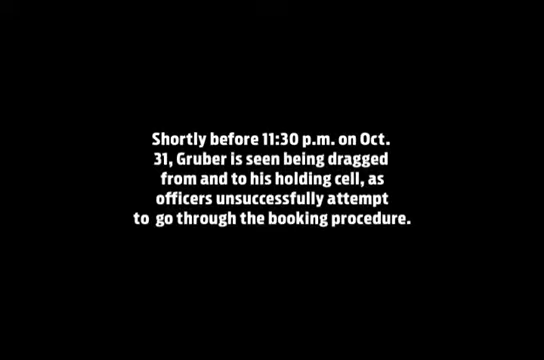 Shortly before 11:30 p.m. on Oct.
31, Gruber is seen being dragged
from and to his holding cell, as
officers unsuccessfully attempt
to go through the booking procedure.